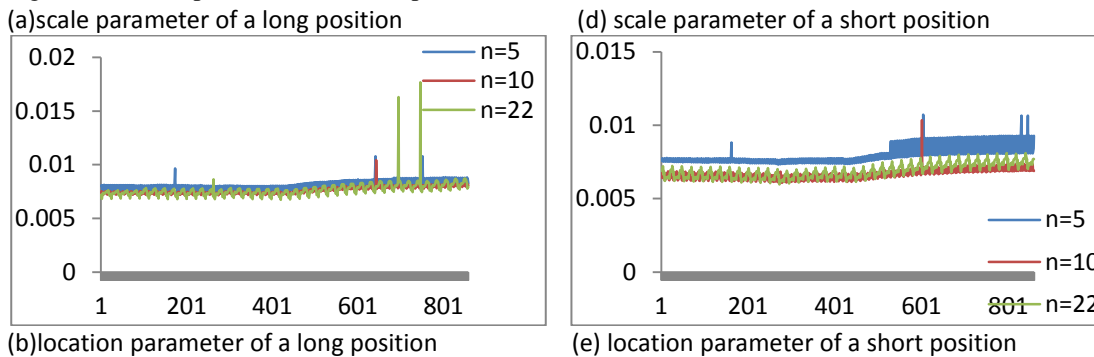 (a)scale parameter of a long position
0.02
0.015
0.01
0.005
0
1 201 401 601 801
n=5
n=10
n=22
(d) scale parameter of a short position
0.015
0.01
0.005
0
1 201 401 601 801
n=5
n=10
n=22
(b)location parameter of a long position
(e) location parameter of a short position